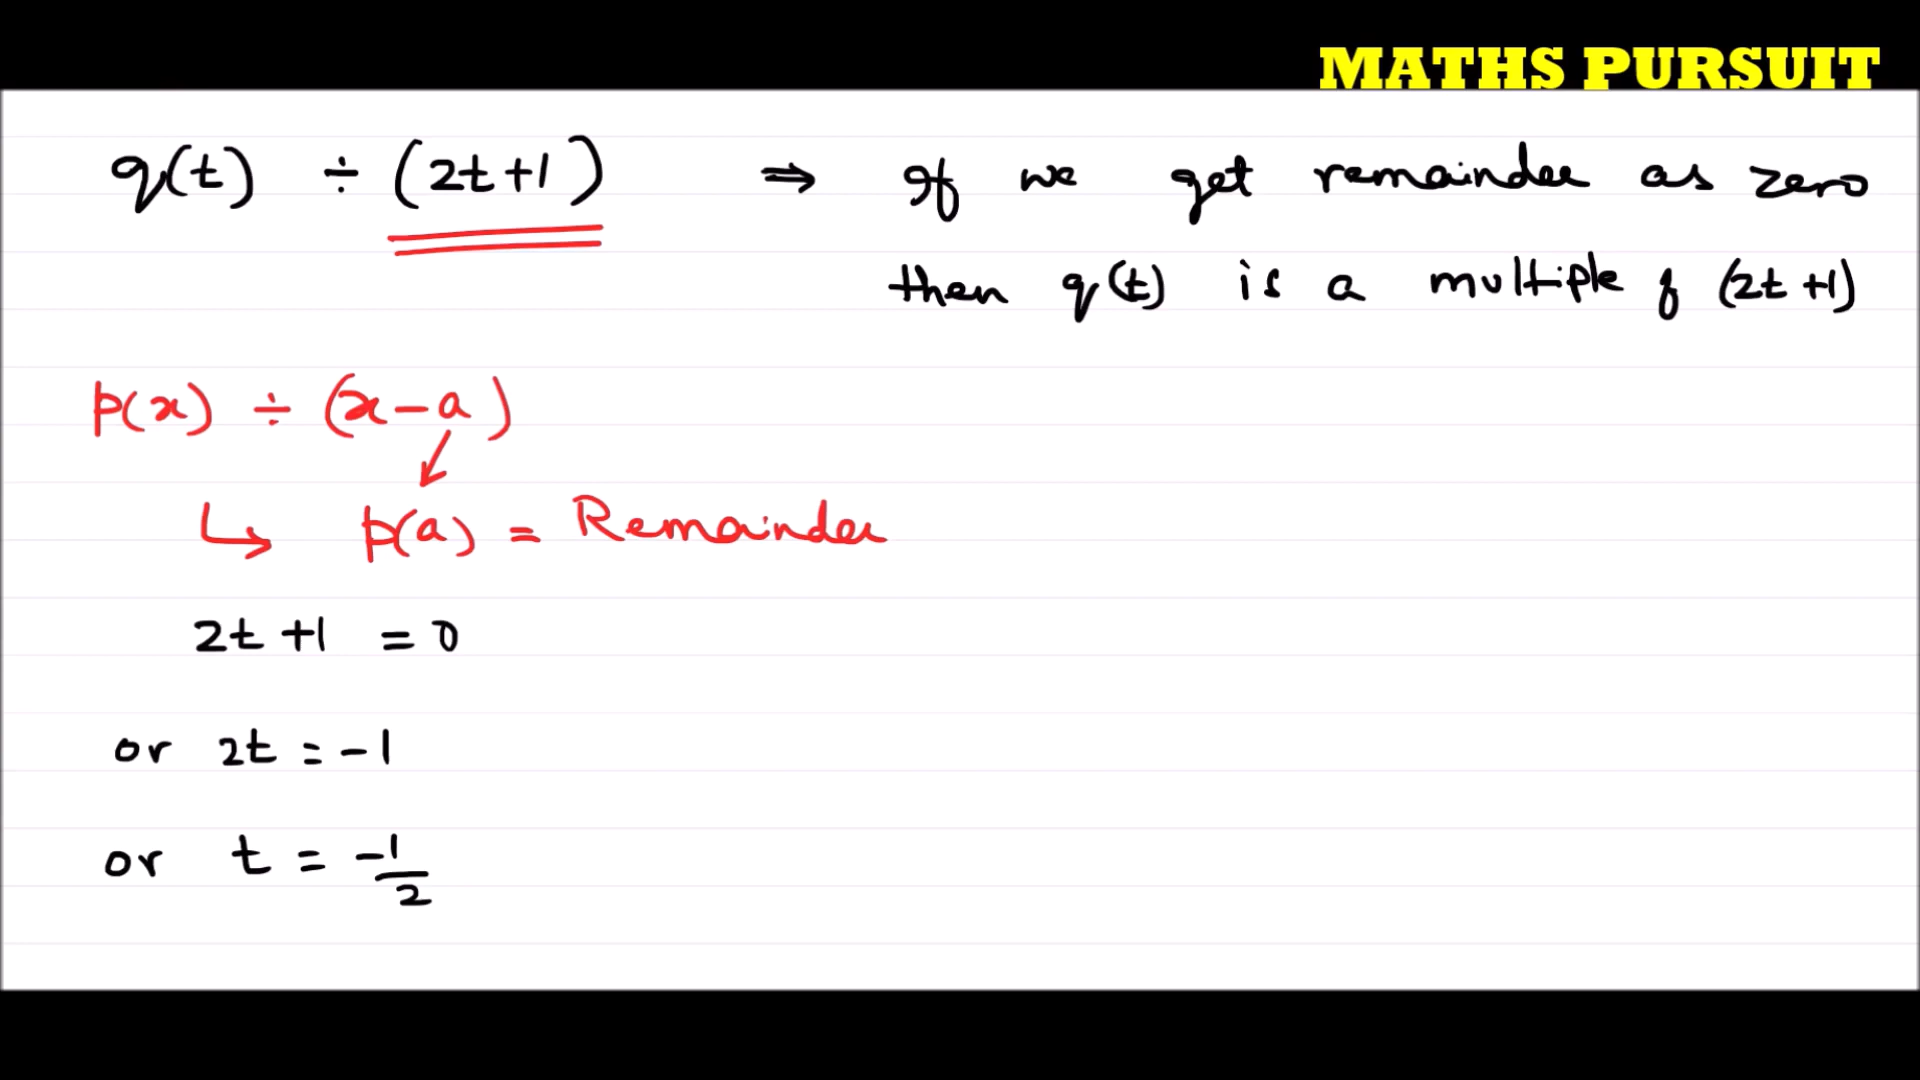 MATHS PURSUIT
q(t) ÷ (2t+1) ⇒ If we get remainder as zero
then q(t) is a multiple of (2t+1)
p(x) ÷ (x-a)
↳ p(a) = Remainder
2t+1 = 0
or 2t = -1
or t = -1/2